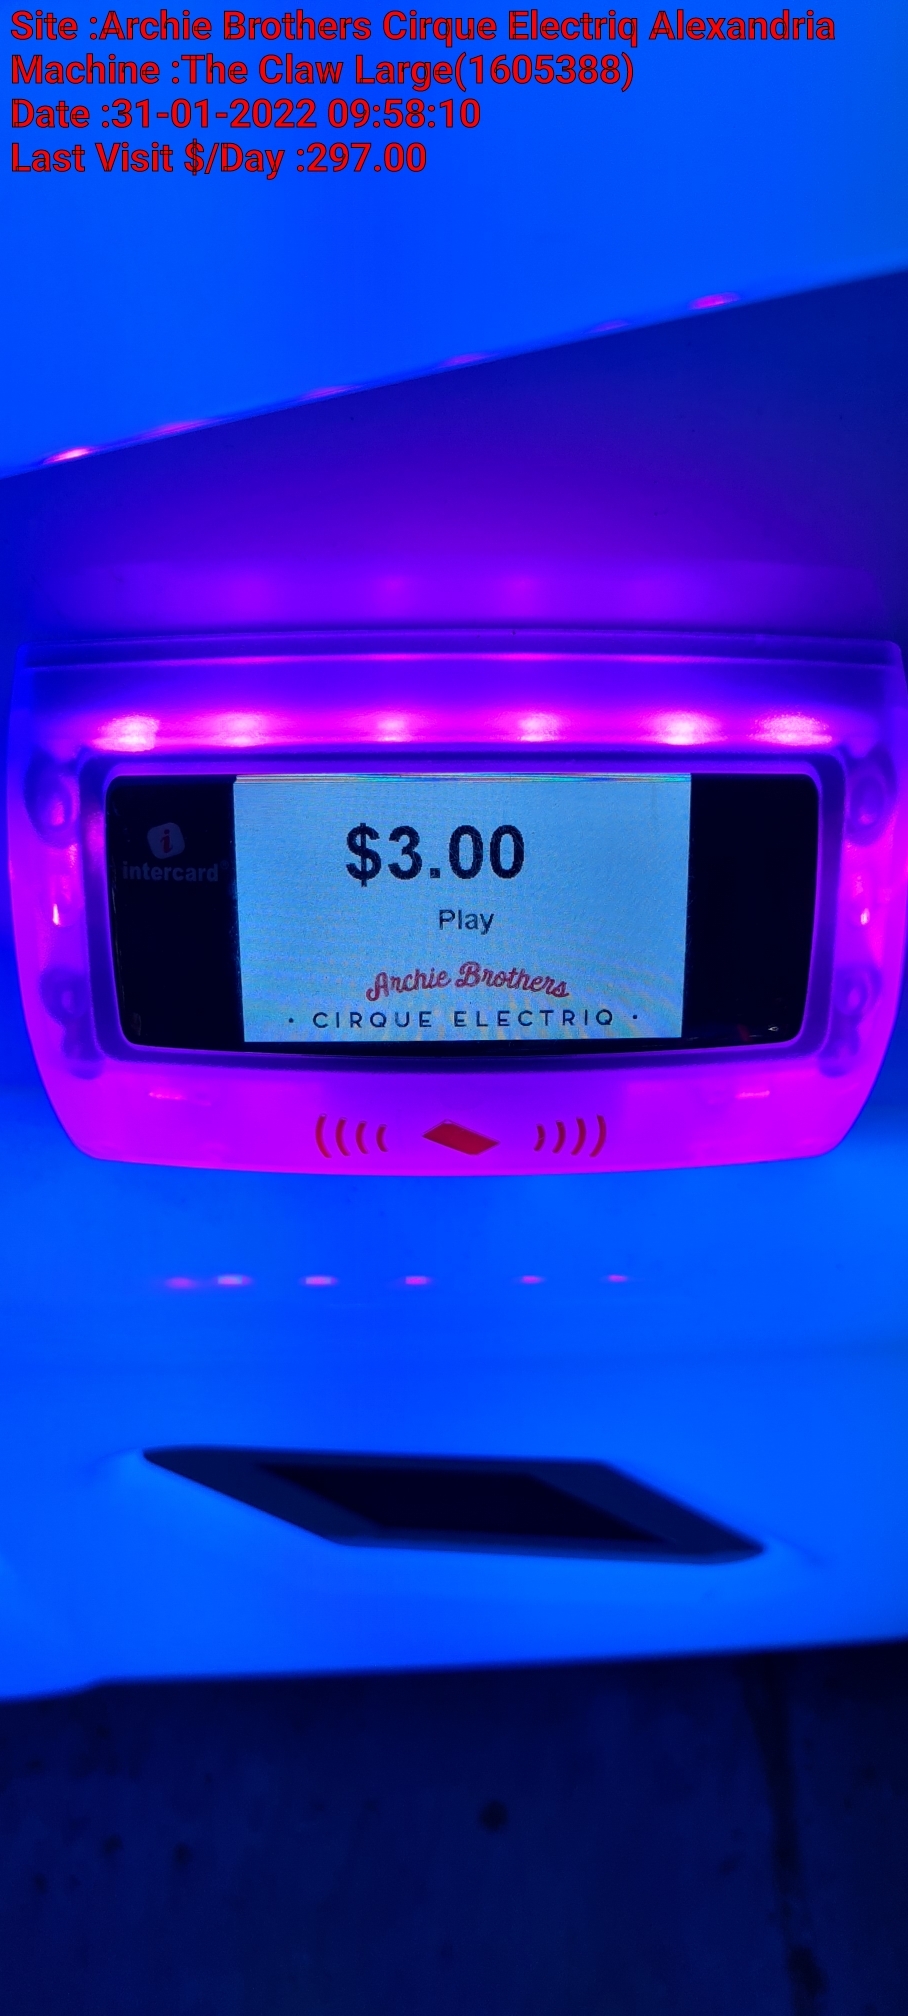 Site :Archie Brothers Cirque Electriq Alexandria
Machine :The Claw Large(1605388)
Date :31-01-2022 09:58:10
Last Visit $/Day :297.00
i
intercard
$3.00
Play
Archie Brothers
· CIRQUE ELECTRIQ ·